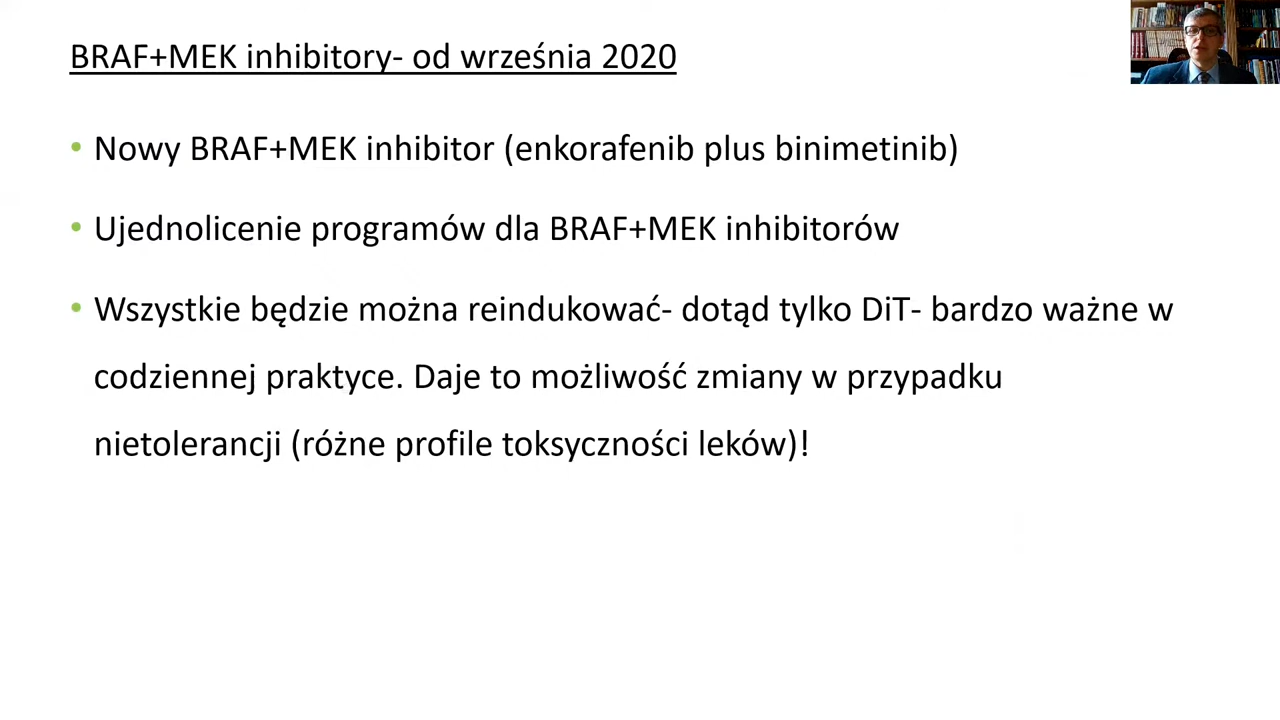 BRAF+MEK inhibitory- od września 2020
• Nowy BRAF+MEK inhibitor (enkorafenib plus binimetinib)
• Ujednolicenie programów dla BRAF+MEK inhibitorów
• Wszystkie będzie można reindukować- dotąd tylko DiT- bardzo ważne w
codziennej praktyce. Daje to możliwość zmiany w przypadku
nietolerancji (różne profile toksyczności leków)!